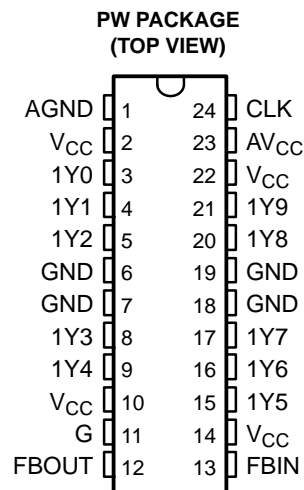 PW PACKAGE
(TOP VIEW)
AGND 1 24 CLK
VCC 2 23 AVCC
1Y0 3 22 VCC
1Y1 4 21 1Y9
1Y2 5 20 1Y8
GND 6 19 GND
GND 7 18 GND
1Y3 8 17 1Y7
1Y4 9 16 1Y6
VCC 10 15 1Y5
G 11 14 VCC
FBOUT 12 13 FBIN